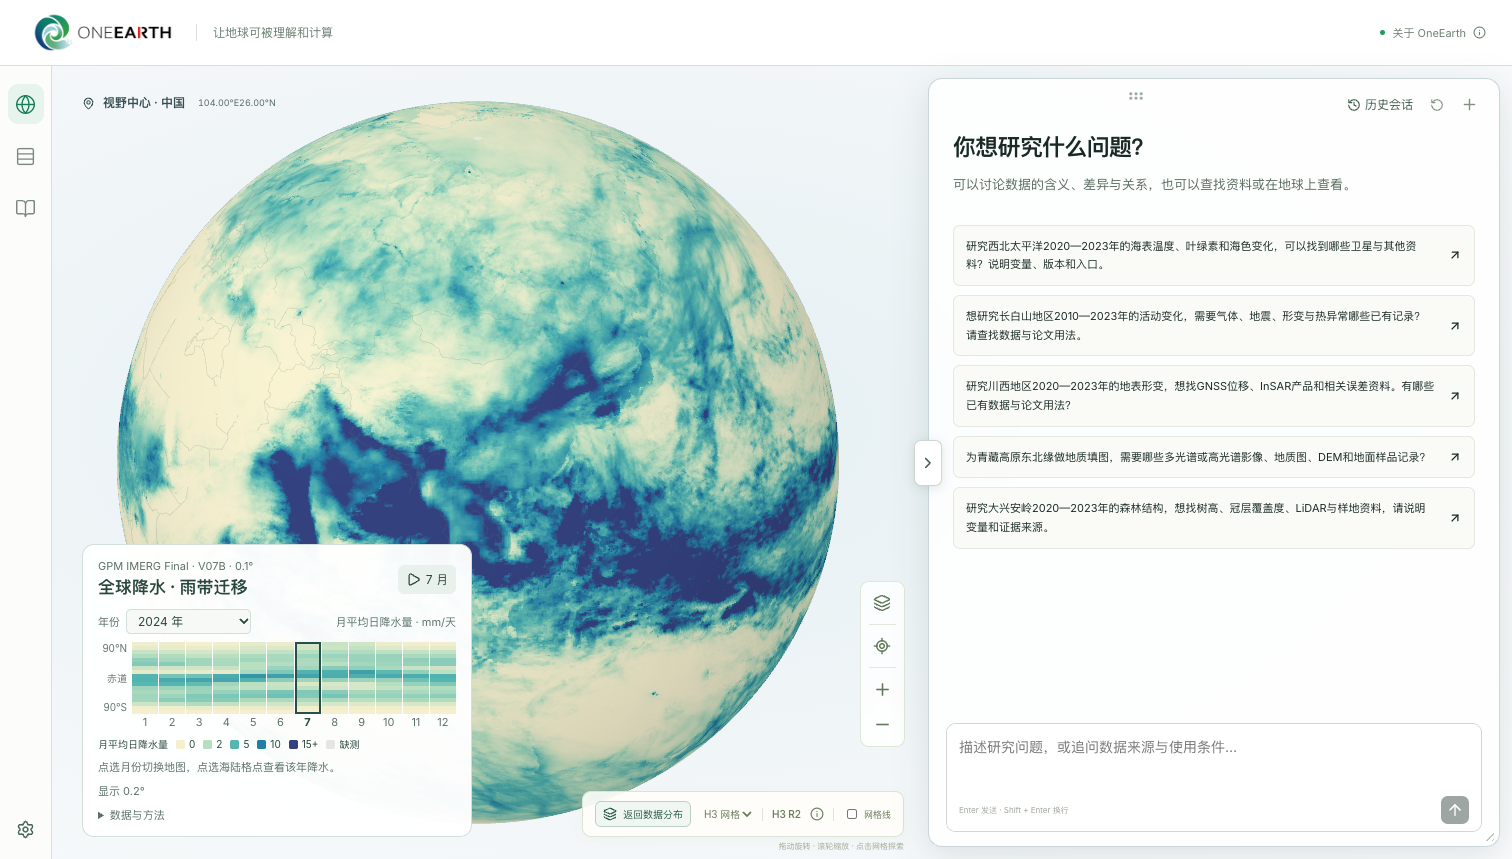 ONEEARTH
让地球可被理解和计算
关于 OneEarth
视野中心 · 中国 104.00°E26.00°N
历史会话
你想研究什么问题?
可以讨论数据的含义、差异与关系，也可以查找资料或在地球上查看。
研究西北太平洋2020—2023年的海表温度、叶绿素和海色变化，可以找到哪些卫星与其他资
料？说明变量、版本和入口。
想研究长白山地区2010—2023年的活动变化，需要气体、地震、形变与热异常哪些已有记录？
请查找数据与论文用法。
研究川西地区2020—2023年的地表形变，想找GNSS位移、InSAR产品和相关误差资料。有哪些
已有数据与论文用法？
为青藏高原东北缘做地质填图，需要哪些多光谱或高光谱影像、地质图、DEM和地面样品记录？
研究大兴安岭2020—2023年的森林结构，想找树高、冠层覆盖度、LiDAR与样地资料，请说明
变量和证据来源。
GPM IMERG Final · V07B · 0.1°
全球降水 · 雨带迁移
7 月
年份 2024 年 月平均日降水量 · mm/天
90°N
赤道
90°S
1 2 3 4 5 6 7 8 9 10 11 12
月平均日降水量 0 2 5 10 15+ 缺测
点选月份切换地图，点选海陆格点查看该年降水。
显示 0.2°
数据与方法
返回数据分布 H3 网格 H3 R2 网格线
拖动旋转 · 滚轮缩放 · 点击网格探索
描述研究问题，或追问数据来源与使用条件...
Enter 发送 · Shift + Enter 换行